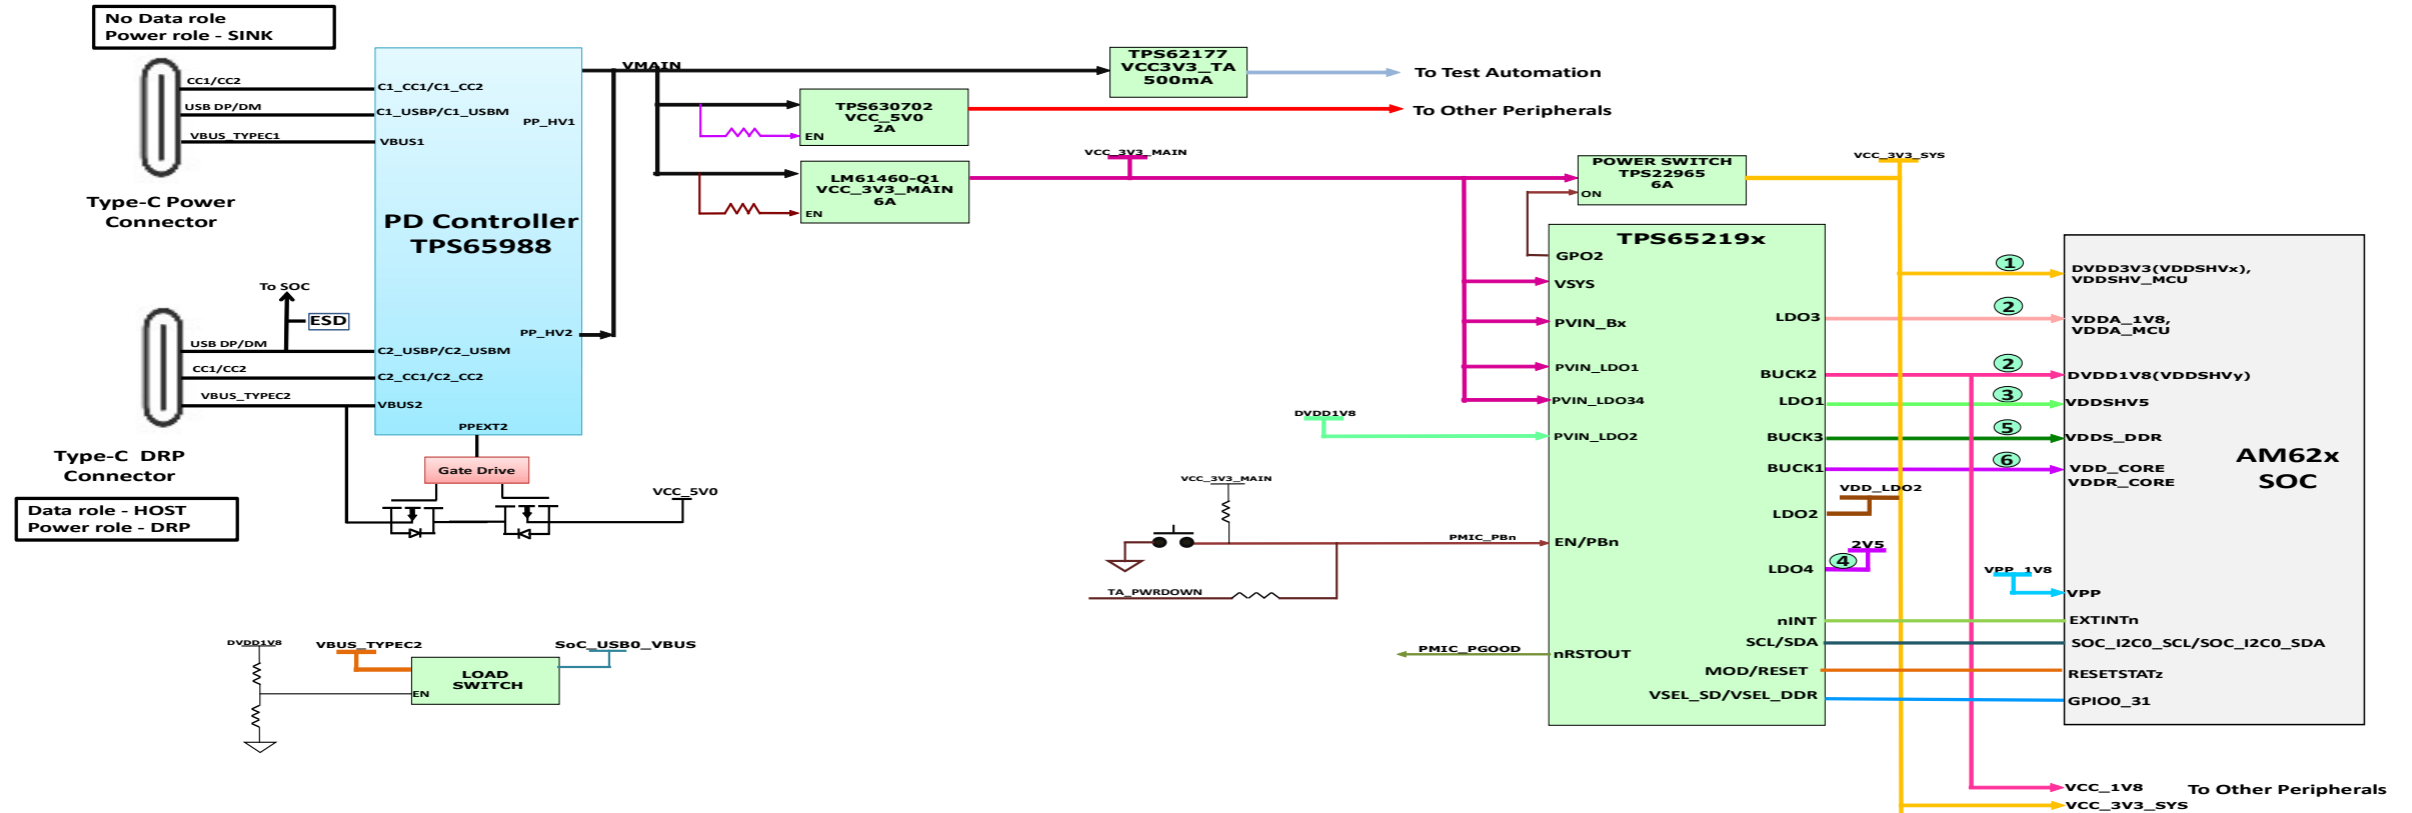 No Data role
Power role - SINK
CC1/CC2
USB DP/DM
VBUS_TYPEC1
Type-C Power
Connector
C1_CC1/C1_CC2
C1_USBP/C1_USBM
VBUS1
PP_HV1
PD Controller
TPS65988
PP_HV2
C2_USBP/C2_USBM
C2_CC1/C2_CC2
VBUS2
PPEXT2
To SOC
ESD
USB DP/DM
CC1/CC2
VBUS_TYPEC2
Type-C DRP
Connector
Data role - HOST
Power role - DRP
Gate Drive
VCC_5V0
VMAIN
TPS62177
VCC3V3_TA
500mA
To Test Automation
TPS630702
VCC_5V0
2A
EN
To Other Peripherals
LM61460-Q1
VCC_3V3_MAIN
6A
EN
VCC_3V3_MAIN
POWER SWITCH
TPS22965
6A
ON
VCC_3V3_SYS
TPS65219x
GPO2
VSYS
PVIN_Bx
PVIN_LDO1
PVIN_LDO34
DVDD1V8
PVIN_LDO2
VCC_3V3_MAIN
PMIC_PBn
EN/PBn
TA_PWRDOWN
PMIC_PGOOD
nRSTOUT
LDO3
BUCK2
LDO1
BUCK3
BUCK1
LDO2
LDO4
nINT
SCL/SDA
MOD/RESET
VSEL_SD/VSEL_DDR
1
2
2
3
5
6
VDD_LDO2
2V5
4
VPP_1V8
DVDD3V3(VDDSHVx),
VDDSHV_MCU
VDDA_1V8,
VDDA_MCU
DVDD1V8(VDDSHVy)
VDDSHV5
VDDS_DDR
VDD_CORE
VDDR_CORE
AM62x
SOC
VPP
EXTINTn
SOC_I2C0_SCL/SOC_I2C0_SDA
RESETSTATz
GPIO0_31
VCC_1V8
To Other Peripherals
VCC_3V3_SYS
DVDD1V8
VBUS_TYPEC2
SoC_USB0_VBUS
LOAD
SWITCH
EN